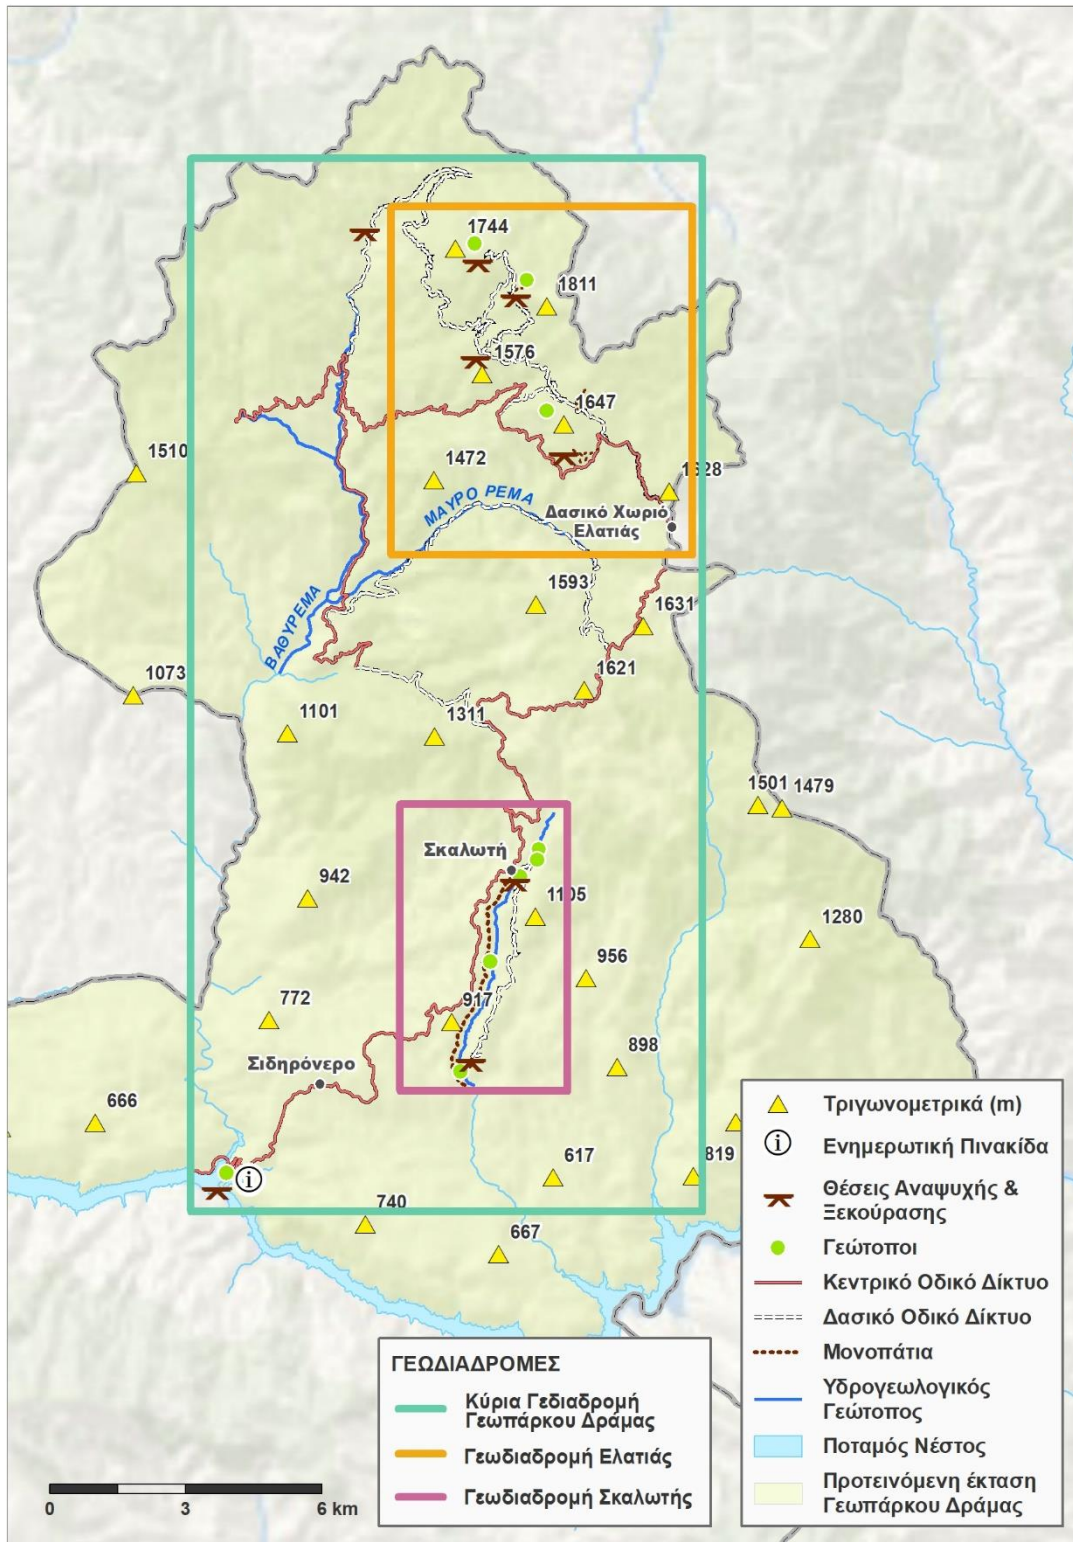 1744
1811
1576
1647
1510
1472
1628
ΜΑΥΡΟ ΡΕΜΑ
Δασικό Χωριό
Ελατιάς
1593
1631
ΒΑΘΥΡΕΜΑ
1073
1621
1101
1311
1501
1479
Σκαλωτή
942
1105
1280
956
772
917
898
Σιδηρόνερο
666
617
819
740
667
Τριγωνομετρικά (m)
i
Ενημερωτική Πινακίδα
Θέσεις Αναψυχής &
Ξεκούρασης
Γεώτοποι
Κεντρικό Οδικό Δίκτυο
Δασικό Οδικό Δίκτυο
Μονοπάτια
Υδρογεωλογικός
Γεώτοπος
Ποταμός Νέστος
Προτεινόμενη έκταση
Γεωπάρκου Δράμας
ΓΕΩΔΙΑΔΡΟΜΕΣ
Κύρια Γεδιαδρομή
Γεωπάρκου Δράμας
Γεωδιαδρομή Ελατιάς
Γεωδιαδρομή Σκαλωτής
0 3 6 km